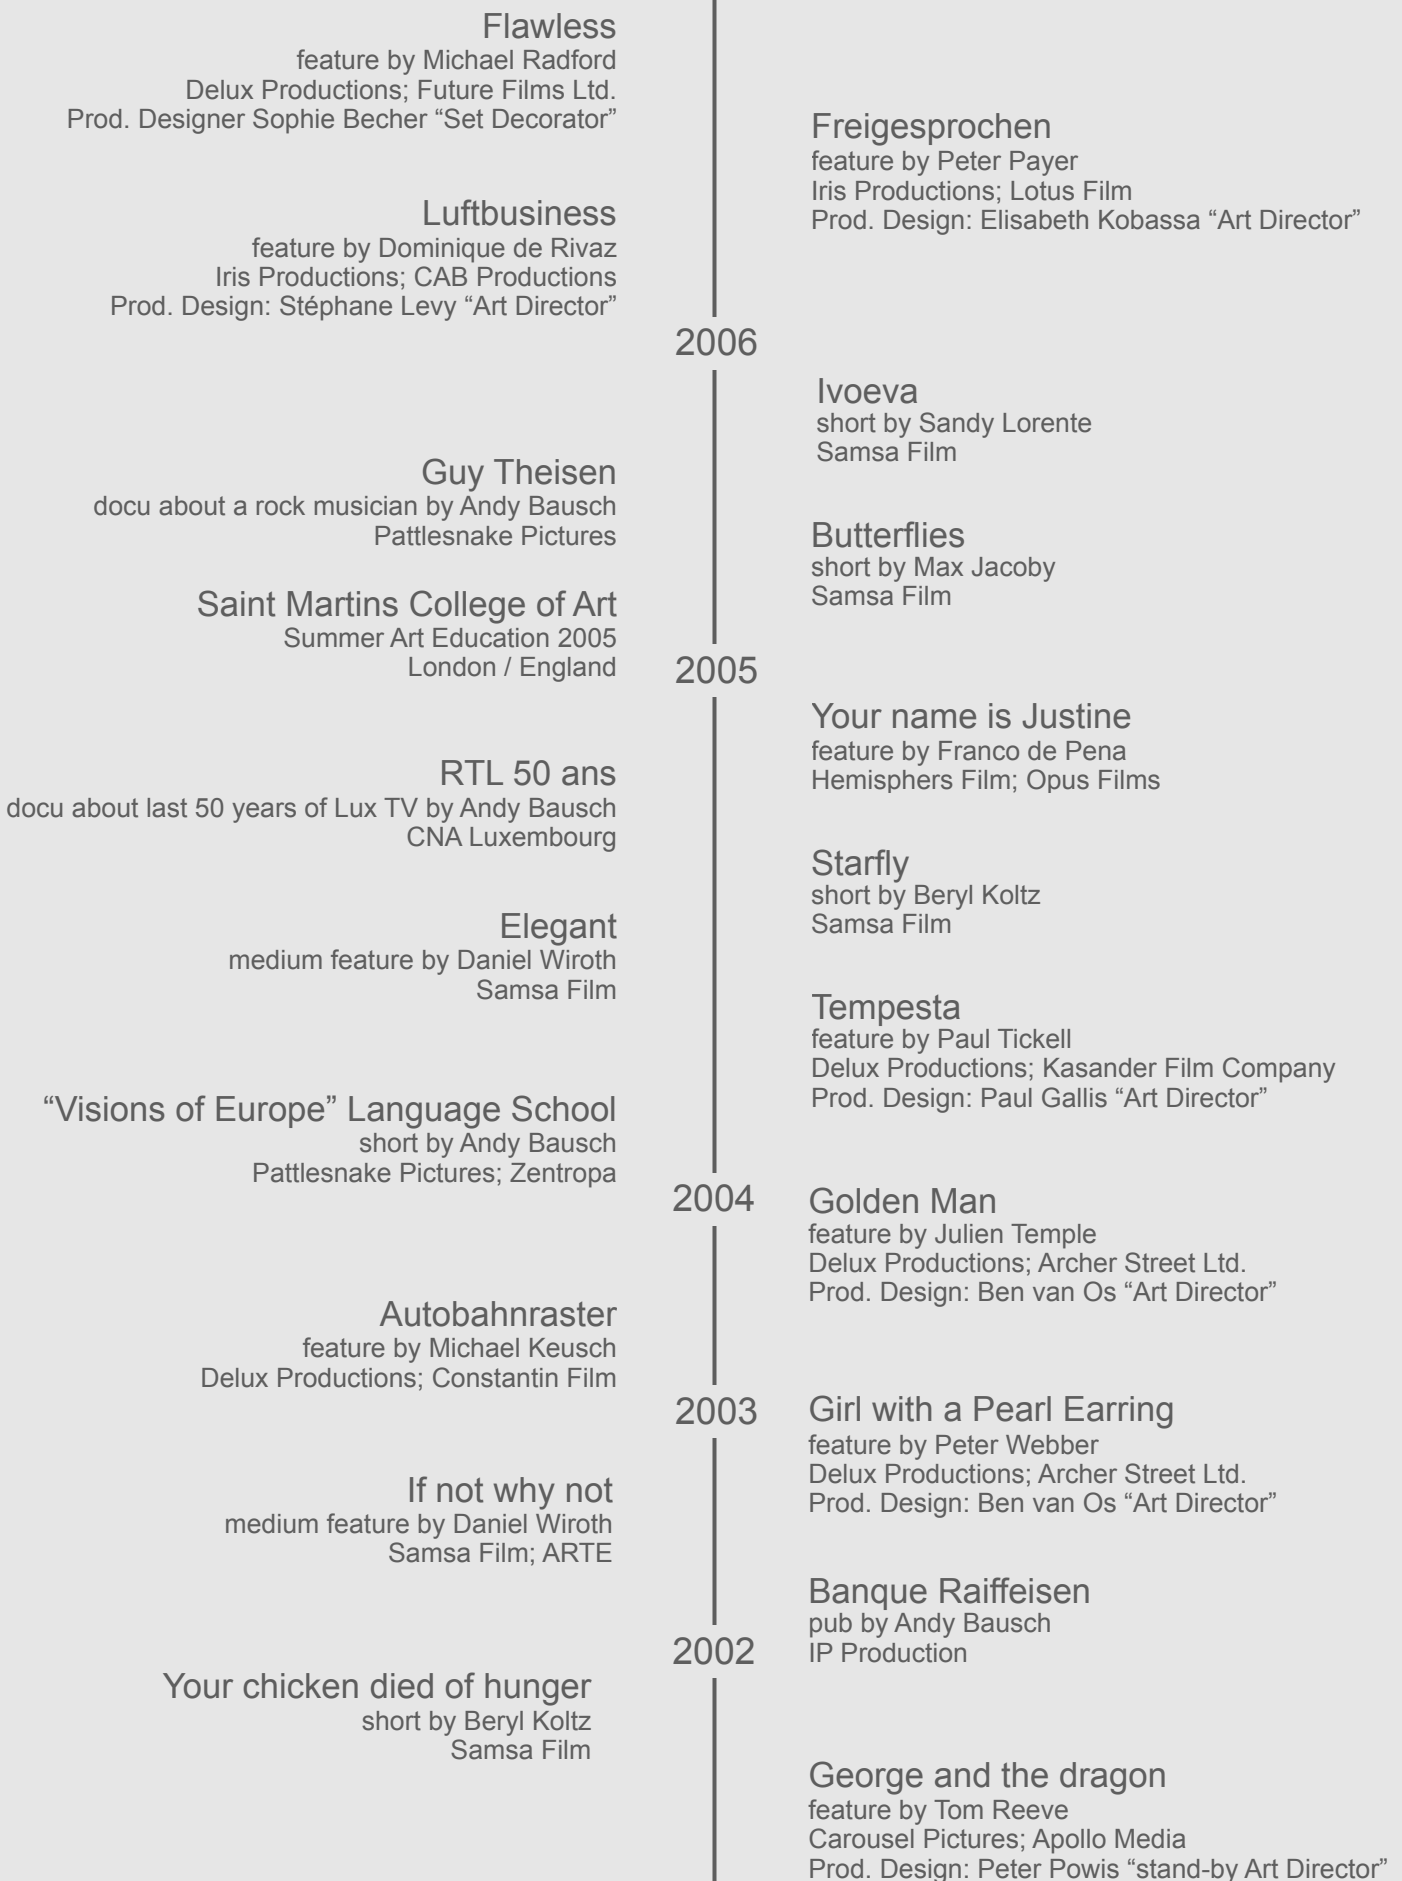 Flawless
feature by Michael Radford
Delux Productions; Future Films Ltd.
Prod. Designer Sophie Becher “Set Decorator”
Freigesprochen
feature by Peter Payer
Iris Productions; Lotus Film
Prod. Design: Elisabeth Kobassa “Art Director”
Luftbusiness
feature by Dominique de Rivaz
Iris Productions; CAB Productions
Prod. Design: Stéphane Levy “Art Director”
2006
Ivoeva
short by Sandy Lorente
Samsa Film
Guy Theisen
docu about a rock musician by Andy Bausch
Pattlesnake Pictures
Butterflies
short by Max Jacoby
Samsa Film
Saint Martins College of Art
Summer Art Education 2005
London / England
2005
Your name is Justine
feature by Franco de Pena
Hemisphers Film; Opus Films
RTL 50 ans
docu about last 50 years of Lux TV by Andy Bausch
CNA Luxembourg
Starfly
short by Beryl Koltz
Samsa Film
Elegant
medium feature by Daniel Wiroth
Samsa Film
Tempesta
feature by Paul Tickell
Delux Productions; Kasander Film Company
Prod. Design: Paul Gallis “Art Director”
“Visions of Europe” Language School
short by Andy Bausch
Pattlesnake Pictures; Zentropa
2004
Golden Man
feature by Julien Temple
Delux Productions; Archer Street Ltd.
Prod. Design: Ben van Os “Art Director”
Autobahnraster
feature by Michael Keusch
Delux Productions; Constantin Film
2003
Girl with a Pearl Earring
feature by Peter Webber
Delux Productions; Archer Street Ltd.
Prod. Design: Ben van Os “Art Director”
If not why not
medium feature by Daniel Wiroth
Samsa Film; ARTE
Banque Raiffeisen
pub by Andy Bausch
IP Production
2002
Your chicken died of hunger
short by Beryl Koltz
Samsa Film
George and the dragon
feature by Tom Reeve
Carousel Pictures; Apollo Media
Prod. Design: Peter Powis “stand-by Art Director”